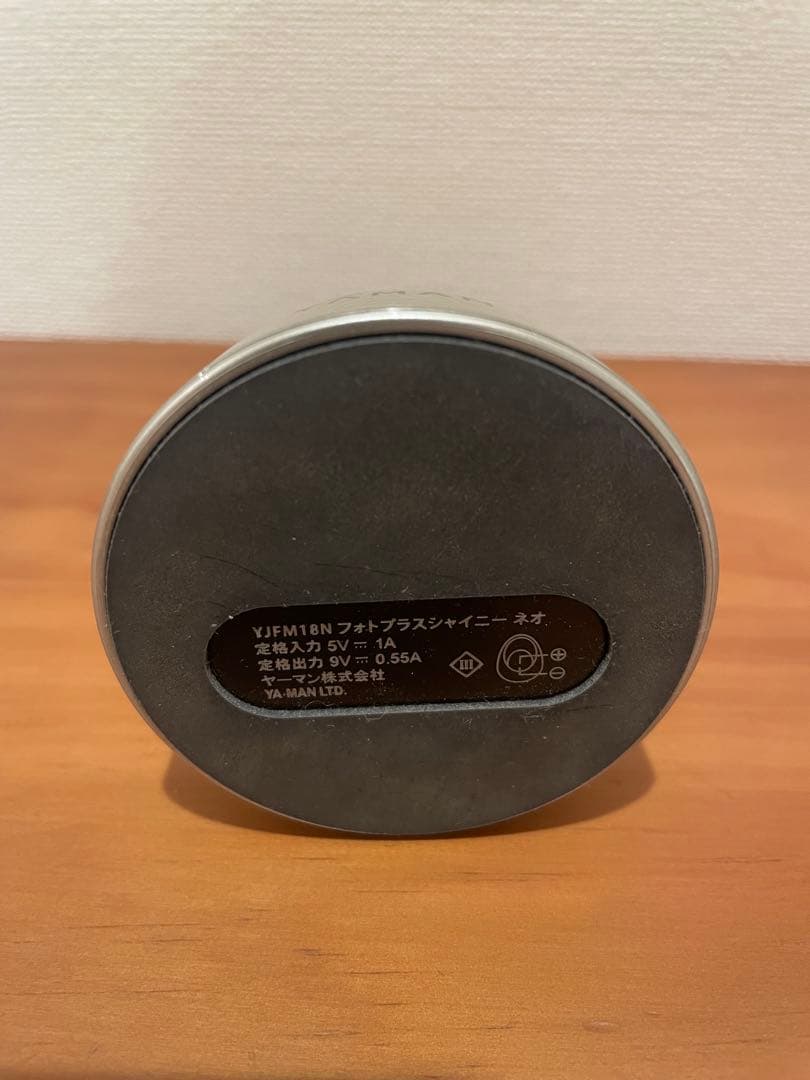 YJFM18N フォトプラスシャイニー ネオ
定格入力 5V⎓1A
定格出力 9V⎓0.55A
ヤーマン株式会社
YA-MAN LTD.
III